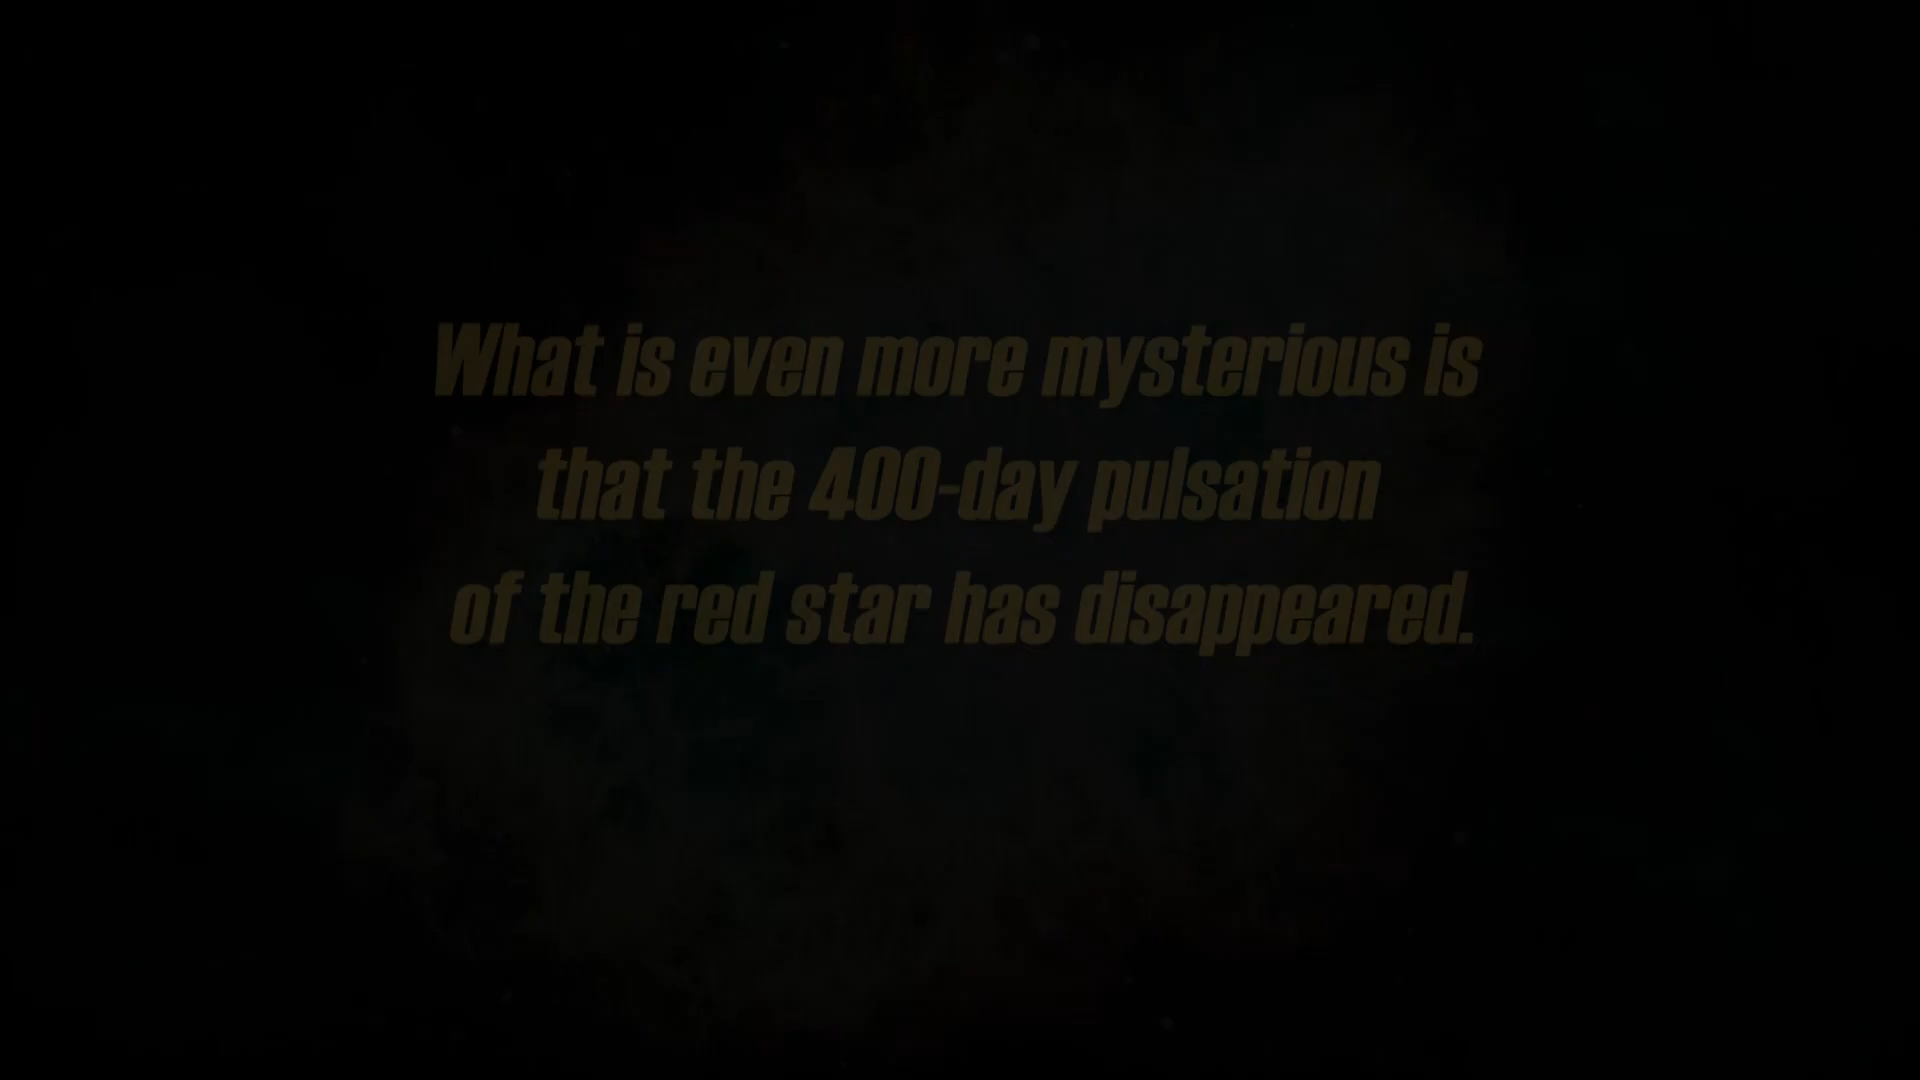 What is even more mysterious is
that the 400-day pulsation
of the red star has disappeared.